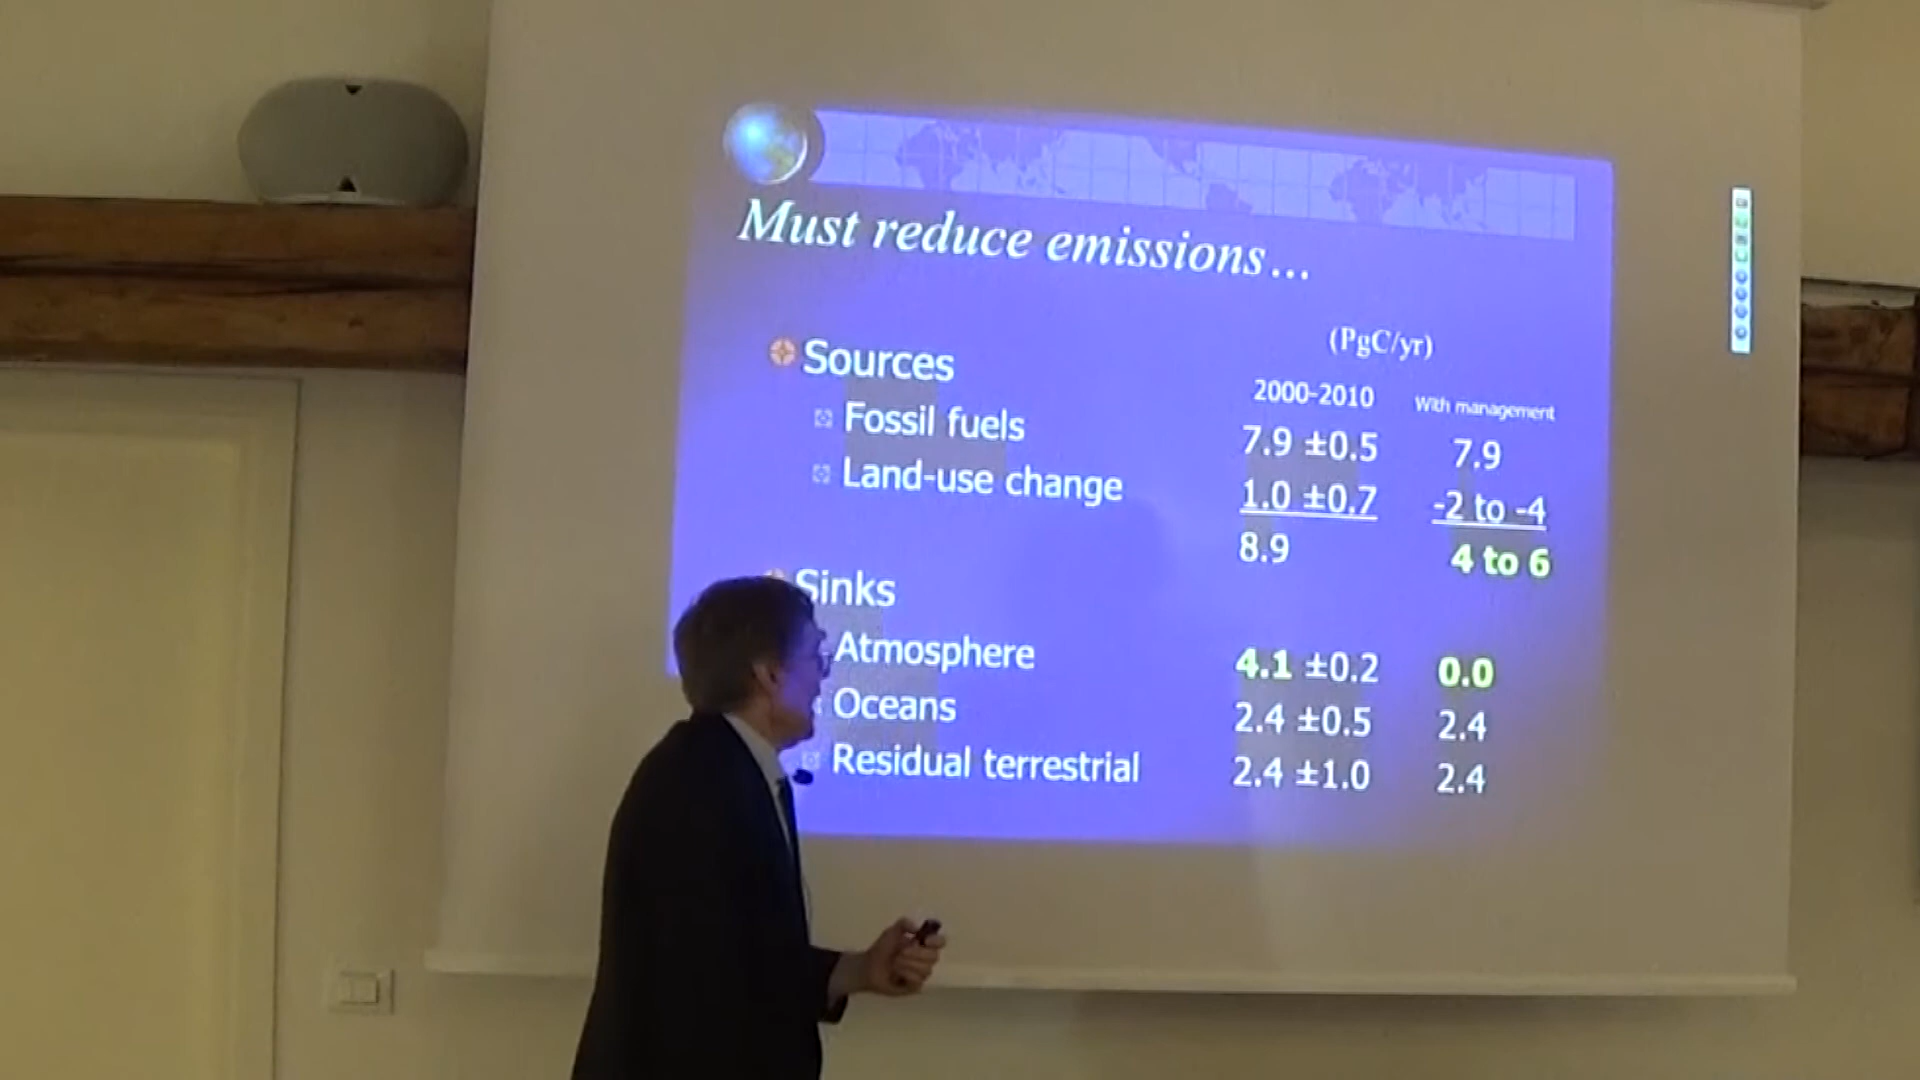 Must reduce emissions...
(PgC/yr)
Sources
2000-2010 With management
Fossil fuels 7.9 ±0.5 7.9
Land-use change 1.0 ±0.7 -2 to -4
8.9 4 to 6
Sinks
Atmosphere 4.1 ±0.2 0.0
Oceans 2.4 ±0.5 2.4
Residual terrestrial 2.4 ±1.0 2.4